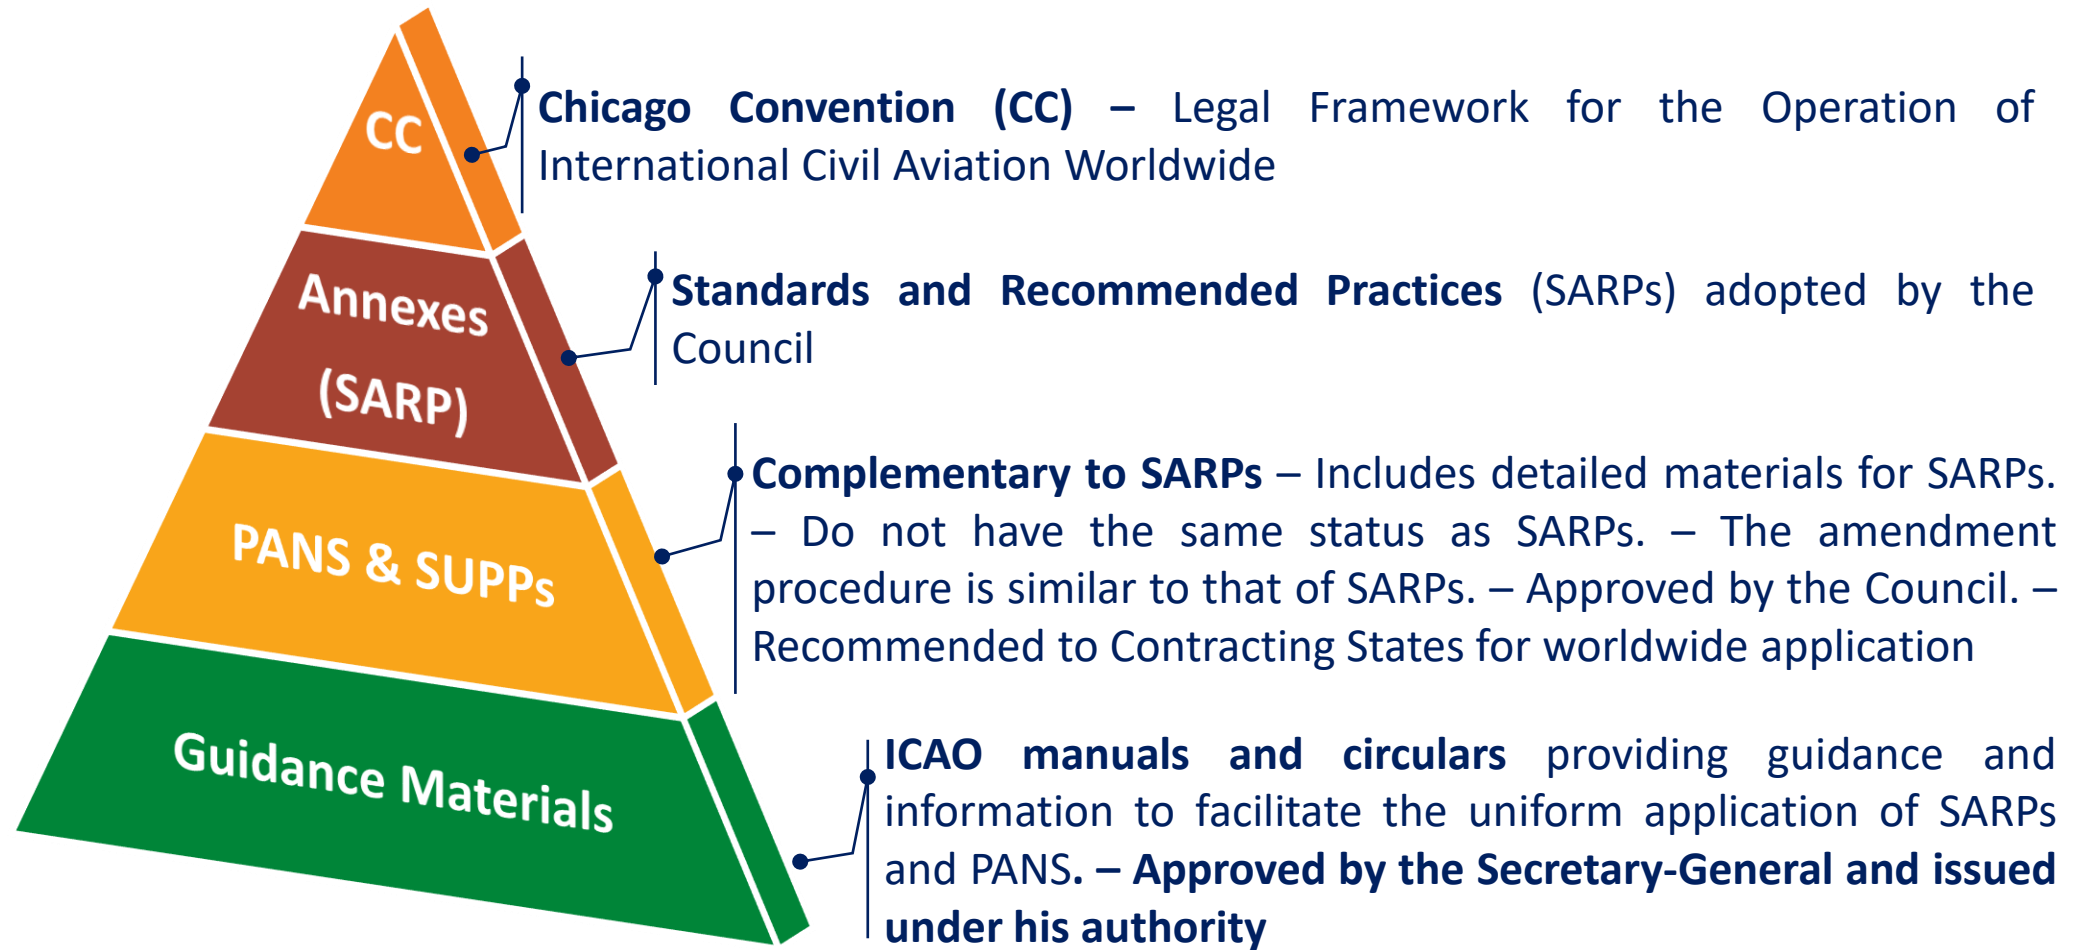 CC
Chicago Convention (CC) – Legal Framework for the Operation of
International Civil Aviation Worldwide
Annexes
(SARP)
Standards and Recommended Practices (SARPs) adopted by the
Council
PANS & SUPPs
Complementary to SARPs – Includes detailed materials for SARPs.
– Do not have the same status as SARPs. – The amendment
procedure is similar to that of SARPs. – Approved by the Council. –
Recommended to Contracting States for worldwide application
Guidance Materials
ICAO manuals and circulars providing guidance and
information to facilitate the uniform application of SARPs
and PANS. – Approved by the Secretary-General and issued
under his authority